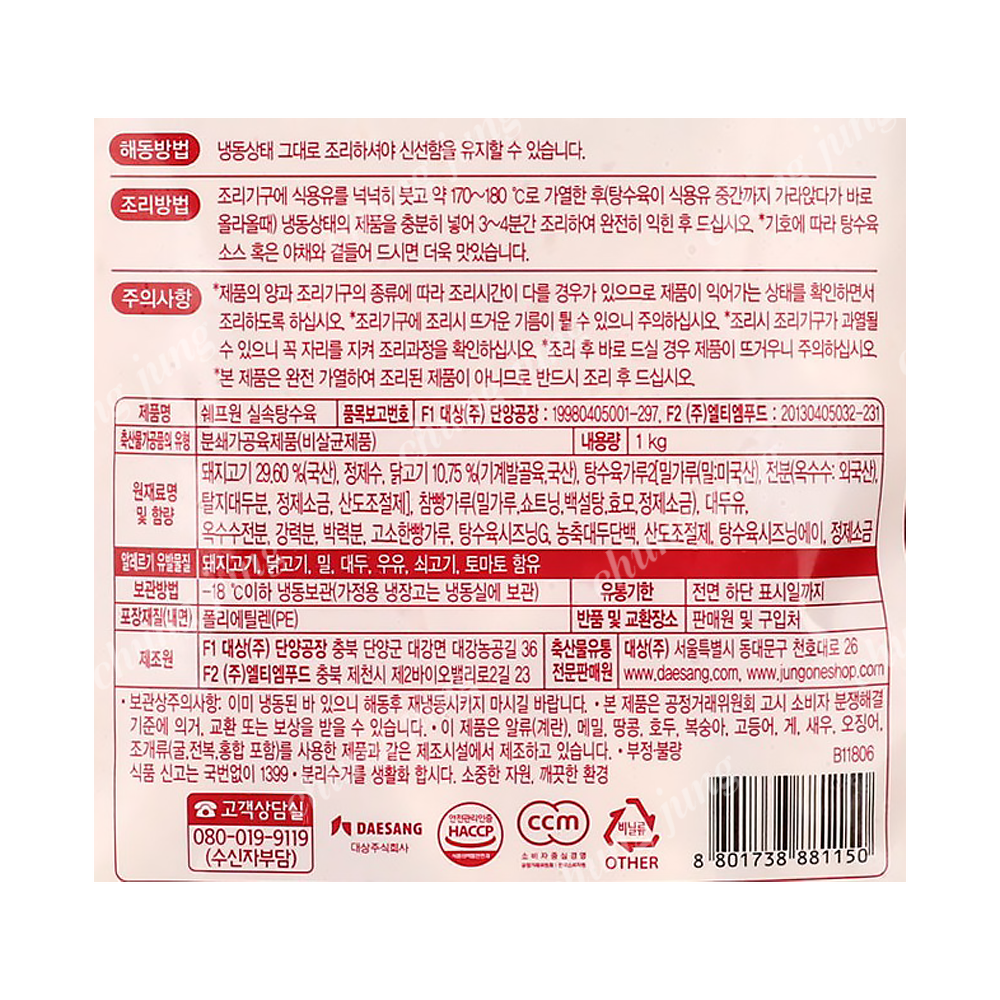 해동방법 냉동상태 그대로 조리하셔야 신선함을 유지할 수 있습니다.
조리방법 조리기구에 식용유를 넉넉히 붓고 약 170~180 ℃로 가열한 후(탕수육이 식용유 중간까지 가라앉다가 바로
올라올때) 냉동상태의 제품을 충분히 넣어 3~4분간 조리하여 완전히 익힌 후 드십시오. *기호에 따라 탕수육
소스 혹은 야채와 곁들어 드시면 더욱 맛있습니다.
주의사항 *제품의 양과 조리기구의 종류에 따라 조리시간이 다를 경우가 있으므로 제품이 익어가는 상태를 확인하면서
조리하도록 하십시오. *조리기구에 조리시 뜨거운 기름이 튈 수 있으니 주의하십시오. *조리시 조리기구가 과열될
수 있으니 꼭 자리를 지켜 조리과정을 확인하십시오. *조리 후 바로 드실 경우 제품이 뜨거우니 주의하십시오.
*본 제품은 완전 가열하여 조리된 제품이 아니므로 반드시 조리 후 드십시오.
제품명 쉐프원 실속탕수육 품목보고번호 F1 대상(주) 단양공장 : 19980405001-297, F2 (주)엘티엠푸드 : 20130405032-231
축산물가공품의 유형 분쇄가공육제품(비살균제품) 내용량 1 kg
원재료명 및 함량 돼지고기 29.60 %(국산), 정제수, 닭고기 10.75 %(기계발골육,국산), 탕수육가루2[밀가루(밀:미국산), 전분(옥수수: 외국산),
탈지대두분, 정제소금, 산도조절제], 참빵가루(밀가루,쇼트닝,백설탕,효모,정제소금), 대두유,
옥수수전분, 강력분, 박력분, 고소한빵가루, 탕수육시즈닝G, 농축대두단백, 산도조절제, 탕수육시즈닝에이, 정제소금
알레르기 유발물질 돼지고기, 닭고기, 밀, 대두, 우유, 쇠고기, 토마토 함유
보관방법 -18 ℃이하 냉동보관(가정용 냉장고는 냉동실에 보관) 유통기한 전면 하단 표시일까지
포장재질(내면) 폴리에틸렌(PE) 반품 및 교환장소 판매원 및 구입처
제조원 F1 대상(주) 단양공장 충북 단양군 대강면 대강농공길 36 축산물유통 대상(주) 서울특별시 동대문구 천호대로 26
F2 (주)엘티엠푸드 충북 제천시 제2바이오밸리로2길 23 전문판매원 www.daesang.com, www.jungoneshop.com
• 보관상주의사항: 이미 냉동된 바 있으니 해동후 재냉동시키지 마시길 바랍니다. • 본 제품은 공정거래위원회 고시 소비자 분쟁해결
기준에 의거, 교환 또는 보상을 받을 수 있습니다. • 이 제품은 알류(계란), 메밀, 땅콩, 호두, 복숭아, 고등어, 게, 새우, 오징어,
조개류(굴,전복,홍합 포함)를 사용한 제품과 같은 제조시설에서 제조하고 있습니다. • 부정·불량 B11806
식품 신고는 국번없이 1399 • 분리수거를 생활화 합시다. 소중한 자원, 깨끗한 환경
고객상담실
080-019-9119
(수신자부담)
DAESANG
대상주식회사
안전관리인증
HACCP
ccm
소비자중심경영
비닐류
OTHER
8 801738 881150
chung jung